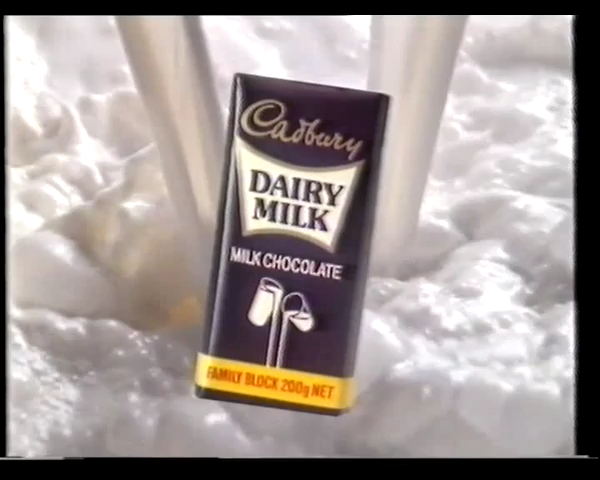 Cadbury
DAIRY
MILK
MILK CHOCOLATE
FAMILY BLOCK 200g NET